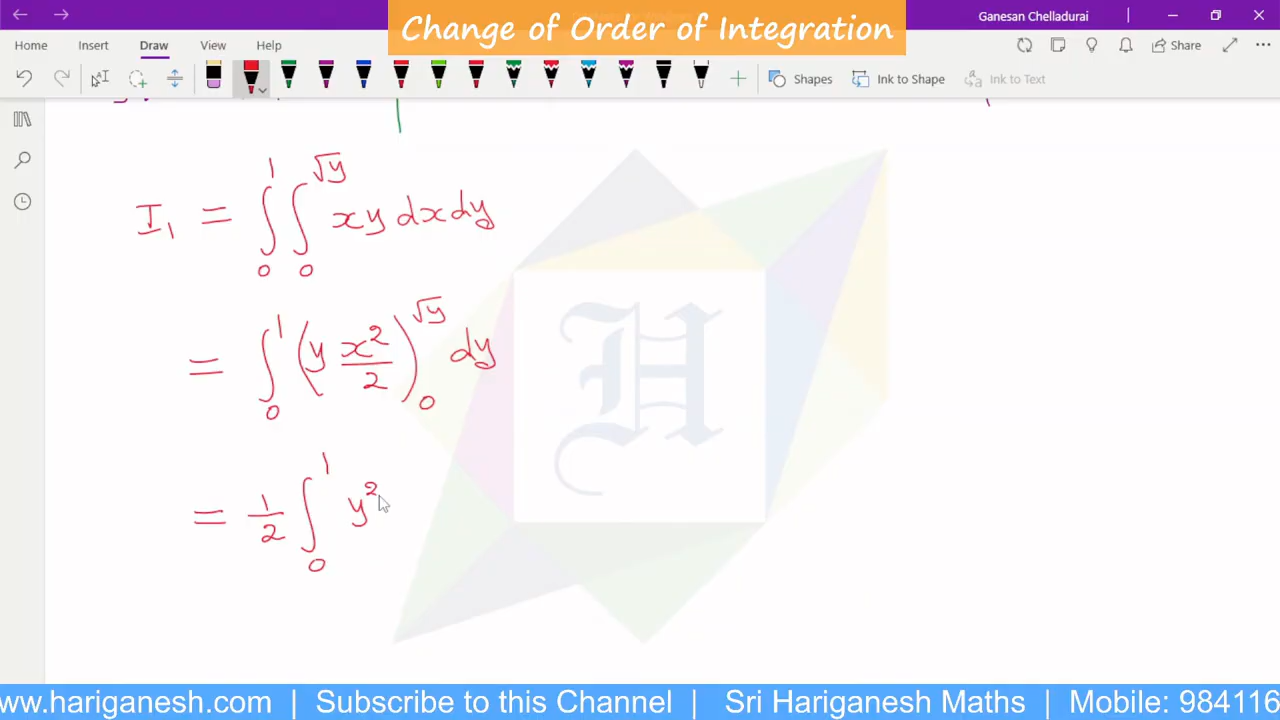 Change of Order of Integration
Ganesan Chelladurai
Home Insert Draw View Help
Share
Shapes Ink to Shape Ink to Text
I₁ = ∫₀¹ ∫₀^√y xy dx dy
= ∫₀¹ (y x²/2)₀^√y dy
= 1/2 ∫₀¹ y²
H
www.hariganesh.com | Subscribe to this Channel | Sri Hariganesh Maths | Mobile: 984116